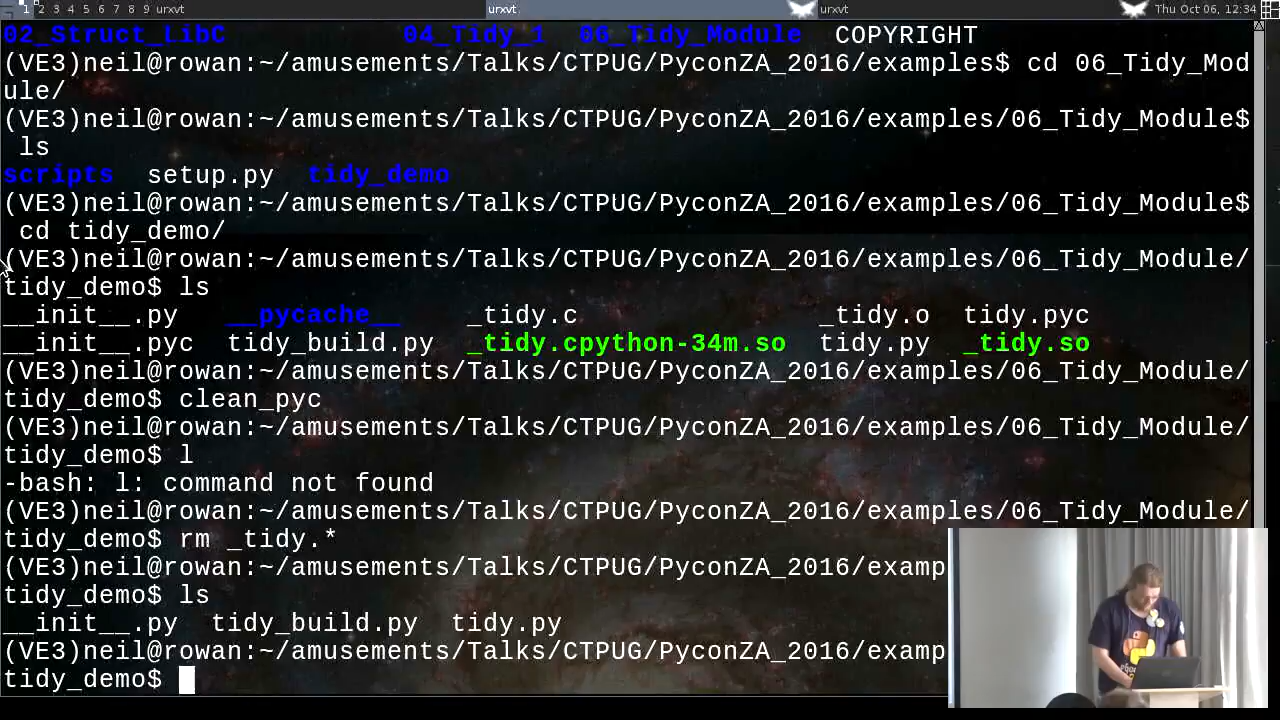 1 2 3 4 5 6 7 8 9 urxvt urxvt urxvt Thu Oct 06, 12:34
02_Struct_LibC 04_Tidy_1 06_Tidy_Module COPYRIGHT
(VE3)neil@rowan:~/amusements/Talks/CTPUG/PyconZA_2016/examples$ cd 06_Tidy_Mod
ule/
(VE3)neil@rowan:~/amusements/Talks/CTPUG/PyconZA_2016/examples/06_Tidy_Module$
ls
scripts setup.py tidy_demo
(VE3)neil@rowan:~/amusements/Talks/CTPUG/PyconZA_2016/examples/06_Tidy_Module$
cd tidy_demo/
(VE3)neil@rowan:~/amusements/Talks/CTPUG/PyconZA_2016/examples/06_Tidy_Module/
tidy_demo$ ls
__init__.py __pycache__ _tidy.c _tidy.o tidy.pyc
__init__.pyc tidy_build.py _tidy.cpython-34m.so tidy.py _tidy.so
(VE3)neil@rowan:~/amusements/Talks/CTPUG/PyconZA_2016/examples/06_Tidy_Module/
tidy_demo$ clean_pyc
(VE3)neil@rowan:~/amusements/Talks/CTPUG/PyconZA_2016/examples/06_Tidy_Module/
tidy_demo$ l
-bash: l: command not found
(VE3)neil@rowan:~/amusements/Talks/CTPUG/PyconZA_2016/examples/06_Tidy_Module/
tidy_demo$ rm _tidy.*
(VE3)neil@rowan:~/amusements/Talks/CTPUG/PyconZA_2016/examp
tidy_demo$ ls
__init__.py tidy_build.py tidy.py
(VE3)neil@rowan:~/amusements/Talks/CTPUG/PyconZA_2016/examp
tidy_demo$